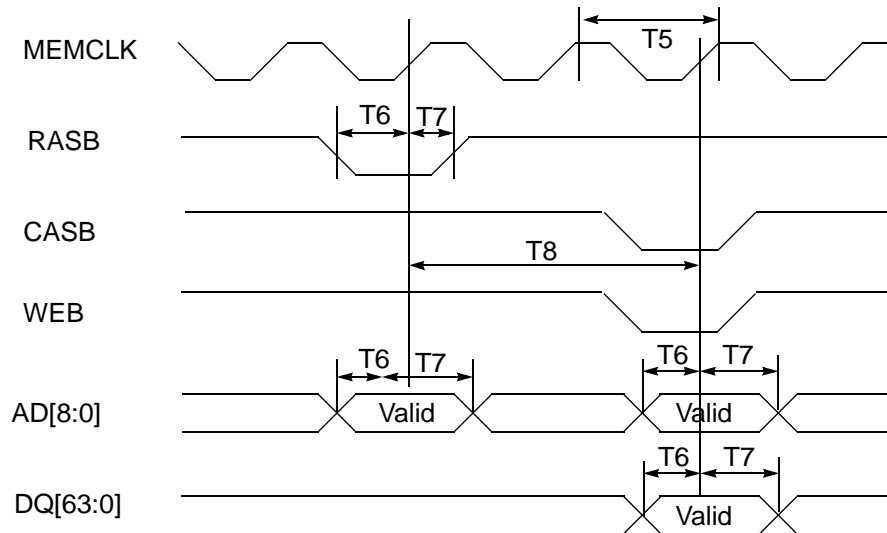 MEMCLK
T5
T6 T7
RASB
CASB
T8
WEB
T6 T7 T6 T7
AD[8:0] Valid Valid
T6 T7
DQ[63:0] Valid